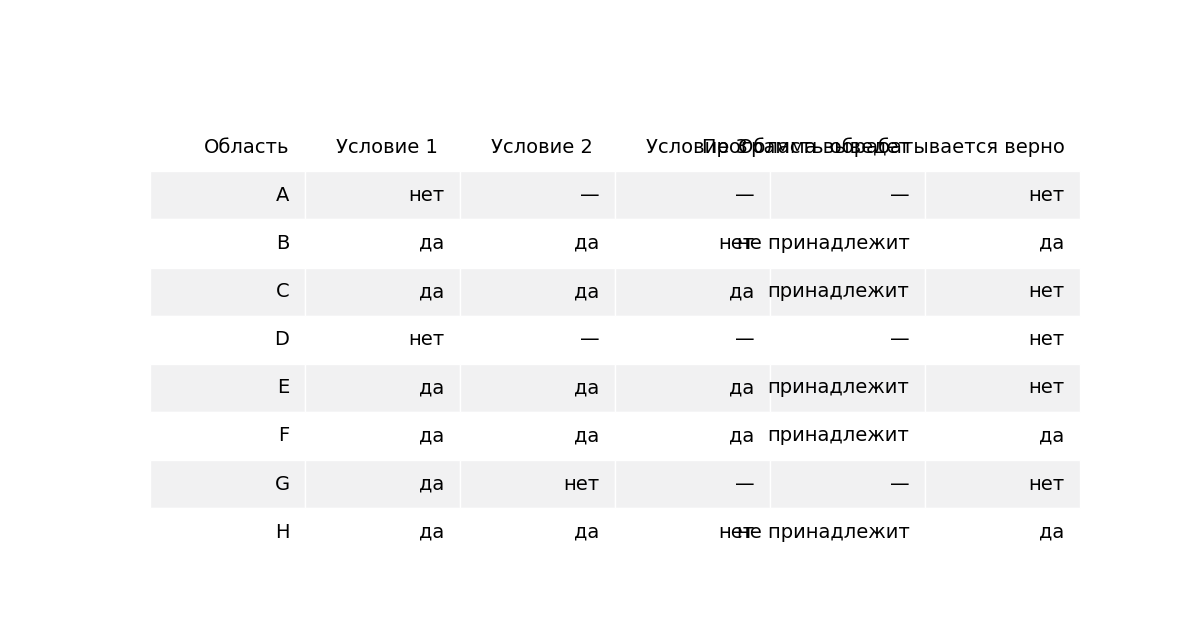 Область Условие 1 Условие 2 Условие 3 Программа выведет Область обрабатывается верно
A нет — — — нет
B да да нет не принадлежит да
C да да да принадлежит нет
D нет — — — нет
E да да да принадлежит нет
F да да да принадлежит да
G да нет — — нет
H да да нет не принадлежит да